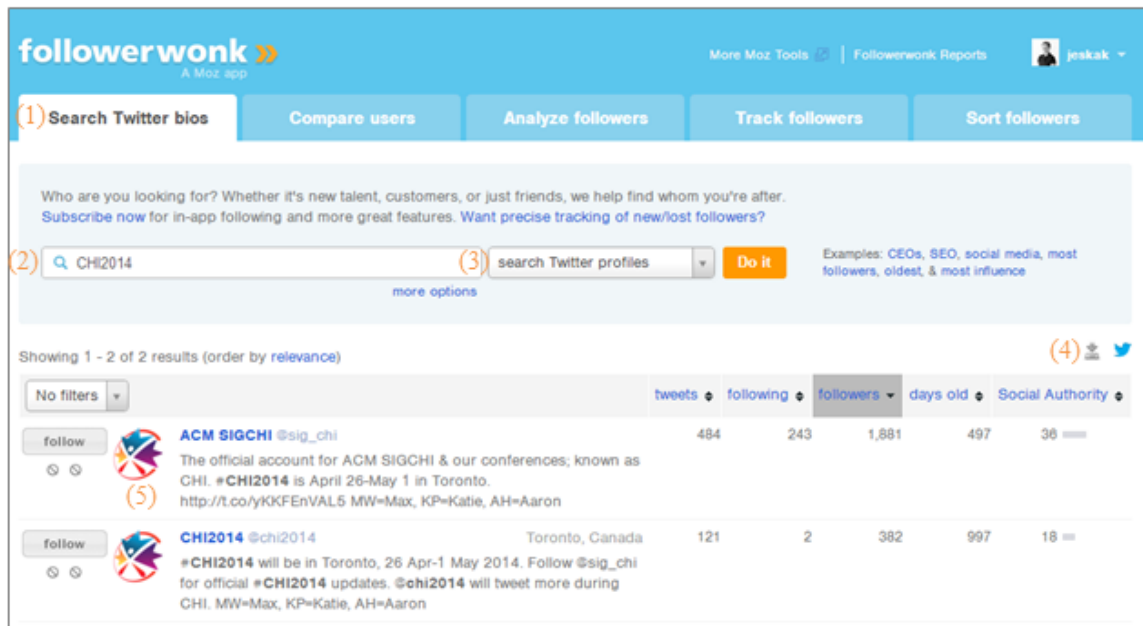 followerwonk
A Moz app
More Moz Tools | Followerwonk Reports jeskak
(1) Search Twitter bios Compare users Analyze followers Track followers Sort followers
Who are you looking for? Whether it's new talent, customers, or just friends, we help find whom you're after.
Subscribe now for in-app following and more great features. Want precise tracking of new/lost followers?
(2) CHI2014 (3) search Twitter profiles Do it Examples: CEOs, SEO, social media, most
followers, oldest, & most influence
more options
Showing 1 - 2 of 2 results (order by relevance) (4)
No filters tweets following followers days old Social Authority
follow ACM SIGCHI @sig_chi 484 243 1,881 497 36
The official account for ACM SIGCHI & our conferences; known as
CHI. #CHI2014 is April 26-May 1 in Toronto.
(5) http://t.co/yKKFEnVAL5 MW=Max, KP=Katie, AH=Aaron
follow CHI2014 @chi2014 Toronto, Canada 121 2 382 997 18
#CHI2014 will be in Toronto, 26 Apr-1 May 2014. Follow @sig_chi
for official #CHI2014 updates. @chi2014 will tweet more during
CHI. MW=Max, KP=Katie, AH=Aaron